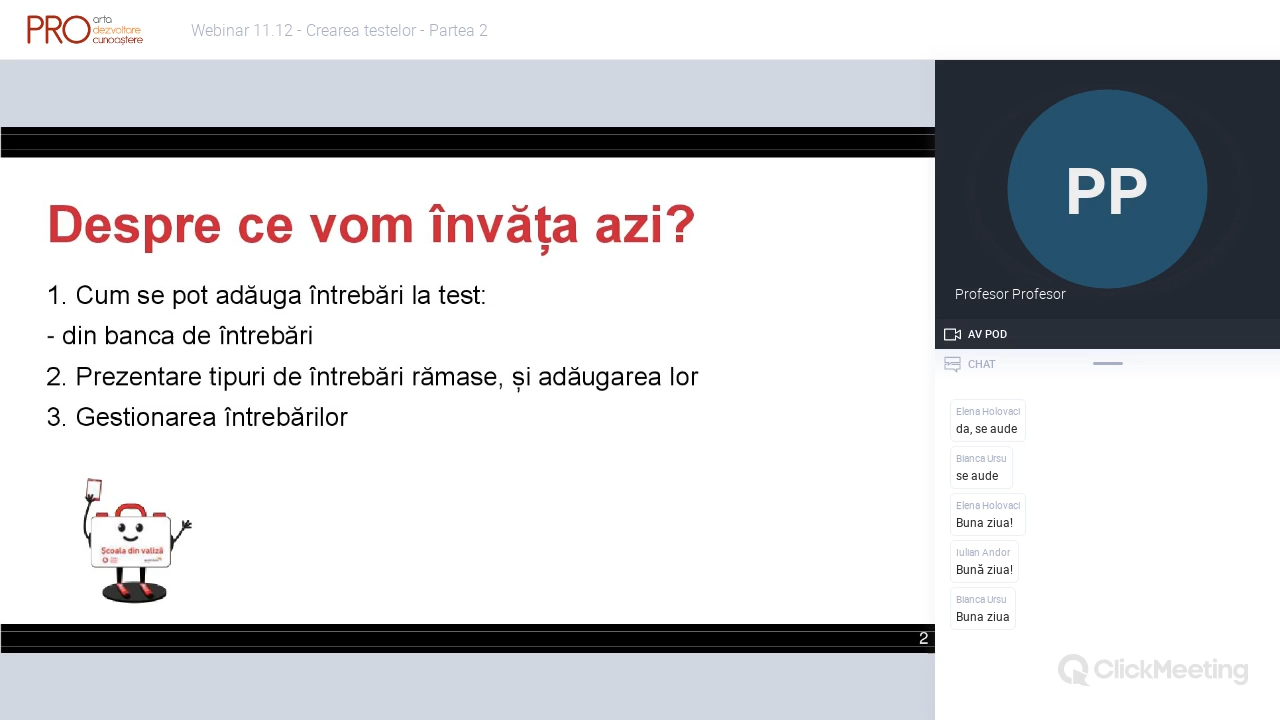 PRO arta
dezvoltare
cunoaștere
Webinar 11.12 - Crearea testelor - Partea 2
Despre ce vom învăța azi?
1. Cum se pot adăuga întrebări la test:
- din banca de întrebări
2. Prezentare tipuri de întrebări rămase, și adăugarea lor
3. Gestionarea întrebărilor
Școala din valiză
2
PP
Profesor Profesor
AV POD
CHAT
Elena Holovaci
da, se aude
Bianca Ursu
se aude
Elena Holovaci
Buna ziua!
Iulian Andor
Bună ziua!
Bianca Ursu
Buna ziua
ClickMeeting